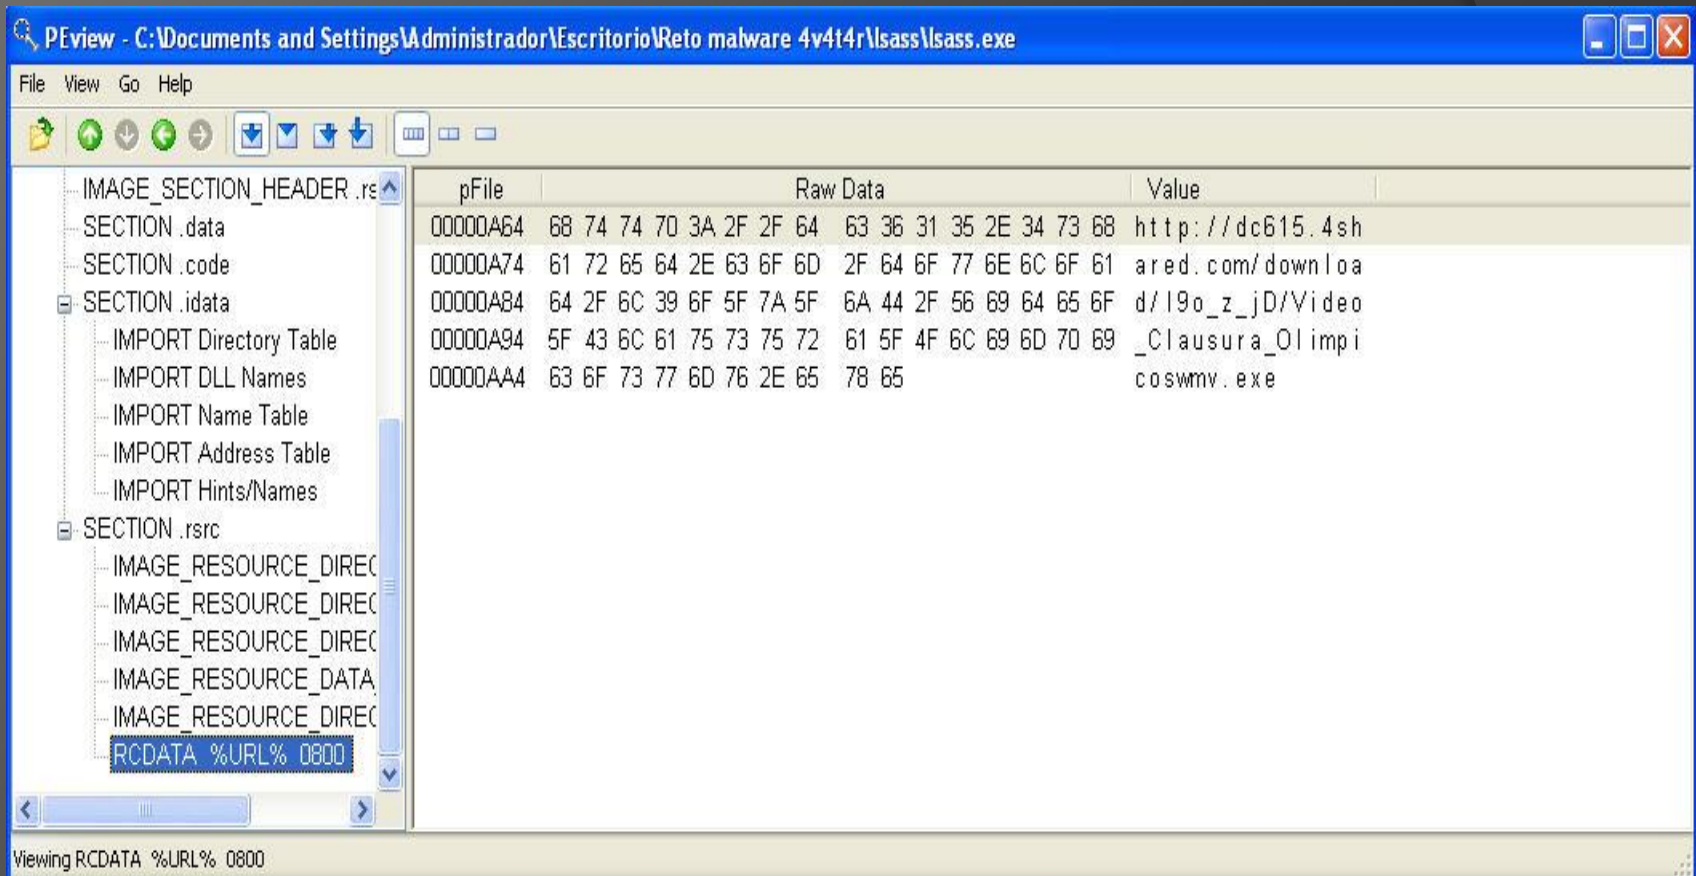 PEview - C:\Documents and Settings\Administrador\Escritorio\Reto malware 4v4t4r\lsass\lsass.exe
File View Go Help
IMAGE_SECTION_HEADER .rs
SECTION .data
SECTION .code
SECTION .idata
IMPORT Directory Table
IMPORT DLL Names
IMPORT Name Table
IMPORT Address Table
IMPORT Hints/Names
SECTION .rsrc
IMAGE_RESOURCE_DIREC
IMAGE_RESOURCE_DIREC
IMAGE_RESOURCE_DIREC
IMAGE_RESOURCE_DATA_
IMAGE_RESOURCE_DIREC
RCDATA %URL% 0800
pFile Raw Data Value
00000A64 68 74 74 70 3A 2F 2F 64 63 36 31 35 2E 34 73 68 http://dc615.4sh
00000A74 61 72 65 64 2E 63 6F 6D 2F 64 6F 77 6E 6C 6F 61 ared.com/downloa
00000A84 64 2F 6C 39 6F 5F 7A 5F 6A 44 2F 56 69 64 65 6F d/l9o_z_jD/Video
00000A94 5F 43 6C 61 75 73 75 72 61 5F 4F 6C 69 6D 70 69 _Clausura_Olimpi
00000AA4 63 6F 73 77 6D 76 2E 65 78 65 coswmv.exe
Viewing RCDATA %URL% 0800